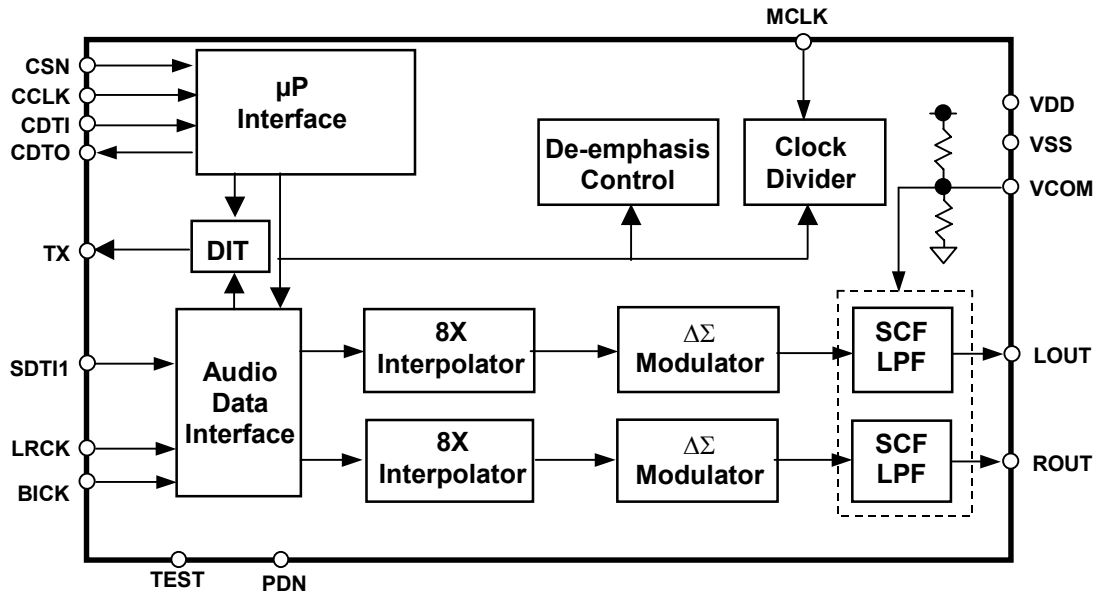 MCLK
CSN
CCLK
CDTI
CDTO
µP
Interface
De-emphasis
Control
Clock
Divider
VDD
VSS
VCOM
TX
DIT
SDTI1
LRCK
BICK
Audio
Data
Interface
8X
Interpolator
ΔΣ
Modulator
SCF
LPF
LOUT
8X
Interpolator
ΔΣ
Modulator
SCF
LPF
ROUT
TEST
PDN